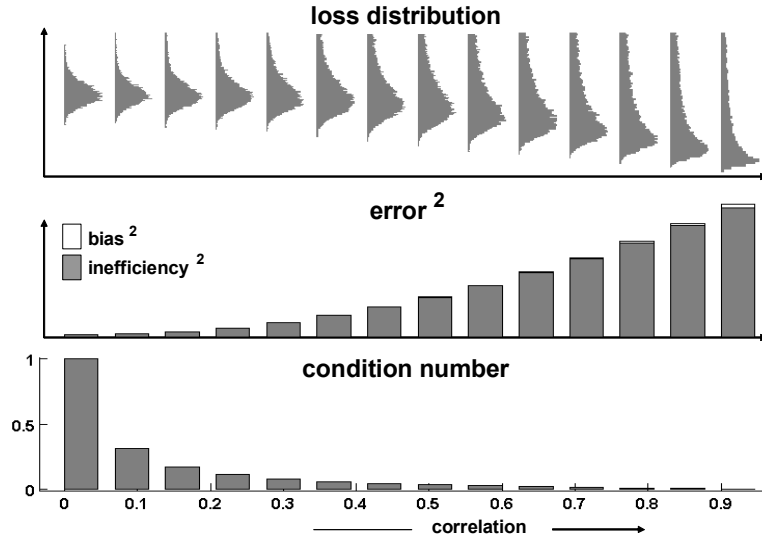 loss distribution
error 2
bias 2
inefficiency 2
condition number
1
0.5
0
0 0.1 0.2 0.3 0.4 0.5 0.6 0.7 0.8 0.9
correlation